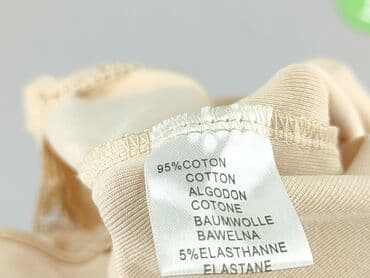 95%COTON
COTTON
ALGODON
COTONE
BAUMWOLLE
BAWELNA
5%ELASTHANNE
ELASTANE